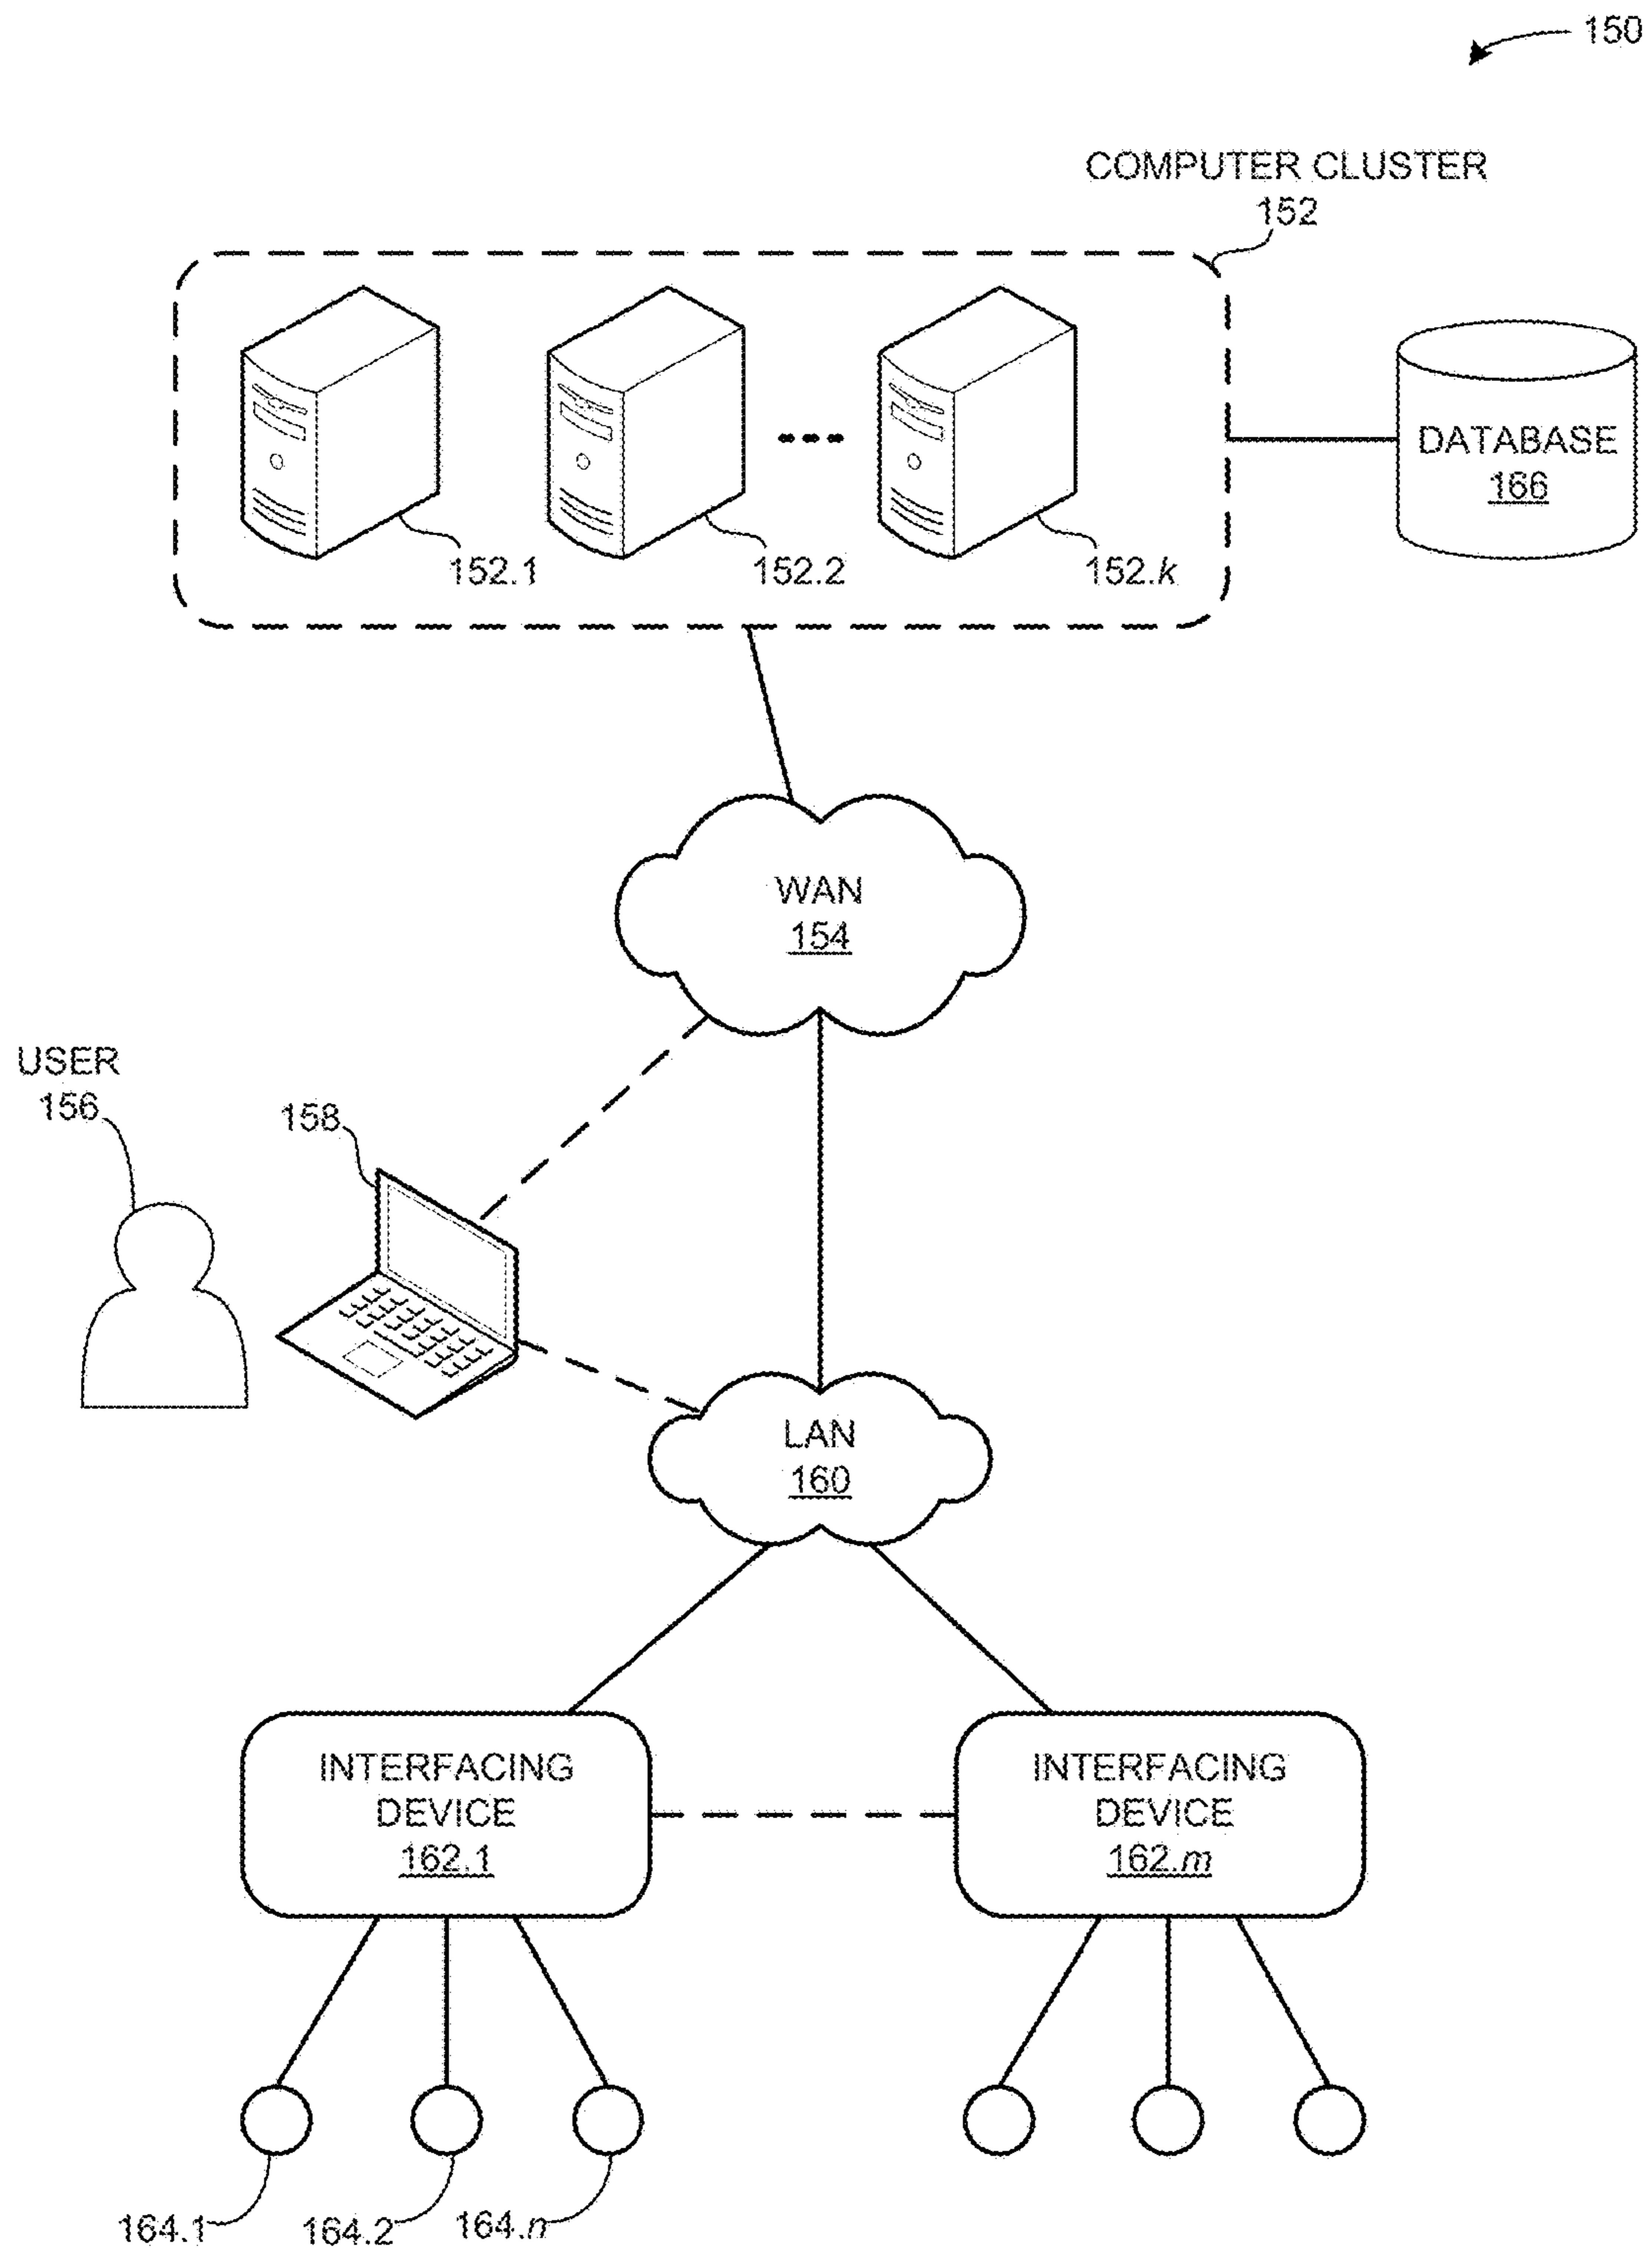 150
COMPUTER CLUSTER
152
152.1
152.2
152.k
DATABASE
166
WAN
154
USER
156
158
LAN
160
INTERFACING
DEVICE
162.1
INTERFACING
DEVICE
162.m
164.1
164.2
164.n